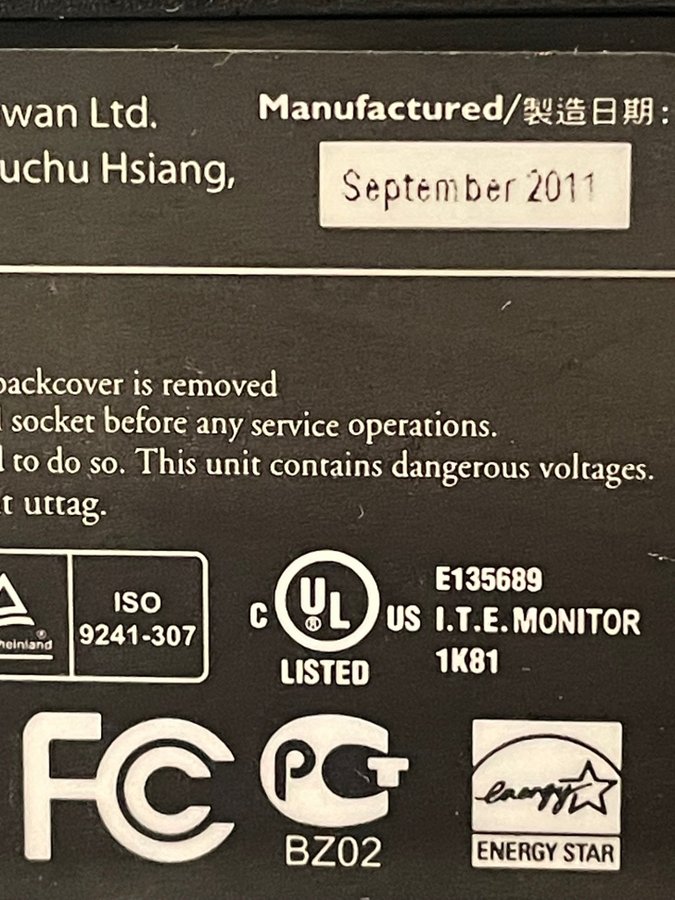 Ltd.
Manufactured/製造日期:
Hsiang,
September 2011
backcover is removed
socket before any service operations.
to do so. This unit contains dangerous voltages.
uttag.
ISO
9241-307
C UL ® US
LISTED
E135689
I.T.E. MONITOR
1K81
FC
PCT
BZ02
energy
ENERGY STAR